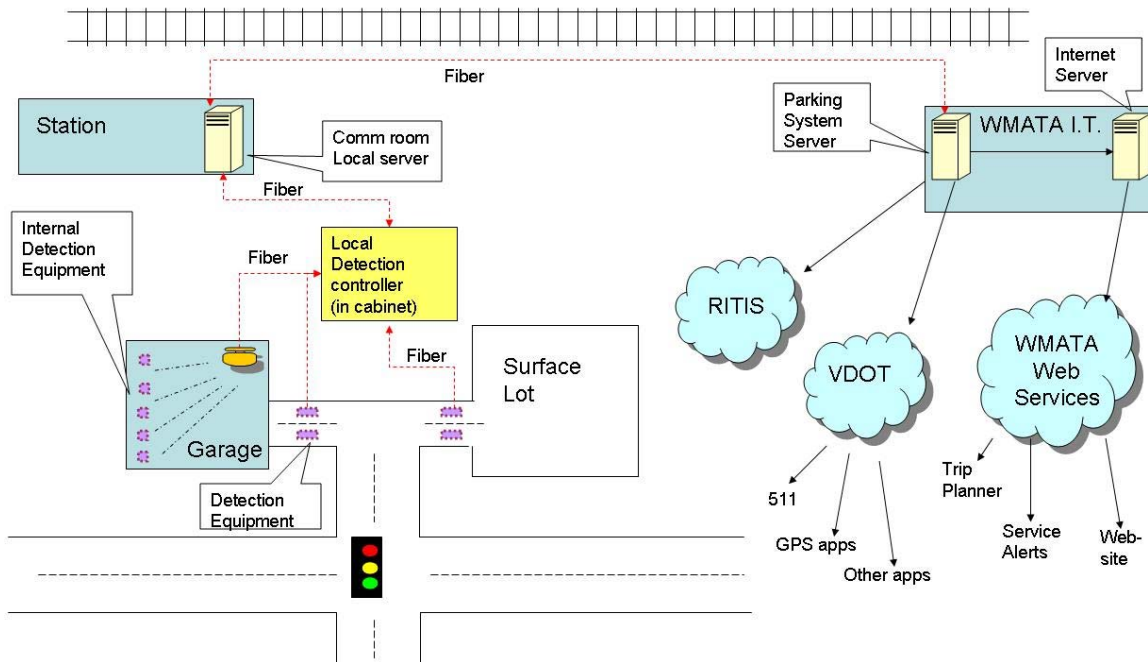 Fiber
Internet
Server
Parking
System
Server
WMATA I.T.
Station
Comm room
Local server
Fiber
Internal
Detection
Equipment
Fiber
Local
Detection
controller
(in cabinet)
Fiber
Surface
Lot
Garage
Detection
Equipment
RITIS
VDOT
WMATA
Web
Services
511
GPS apps
Other apps
Trip
Planner
Service
Alerts
Web-
site